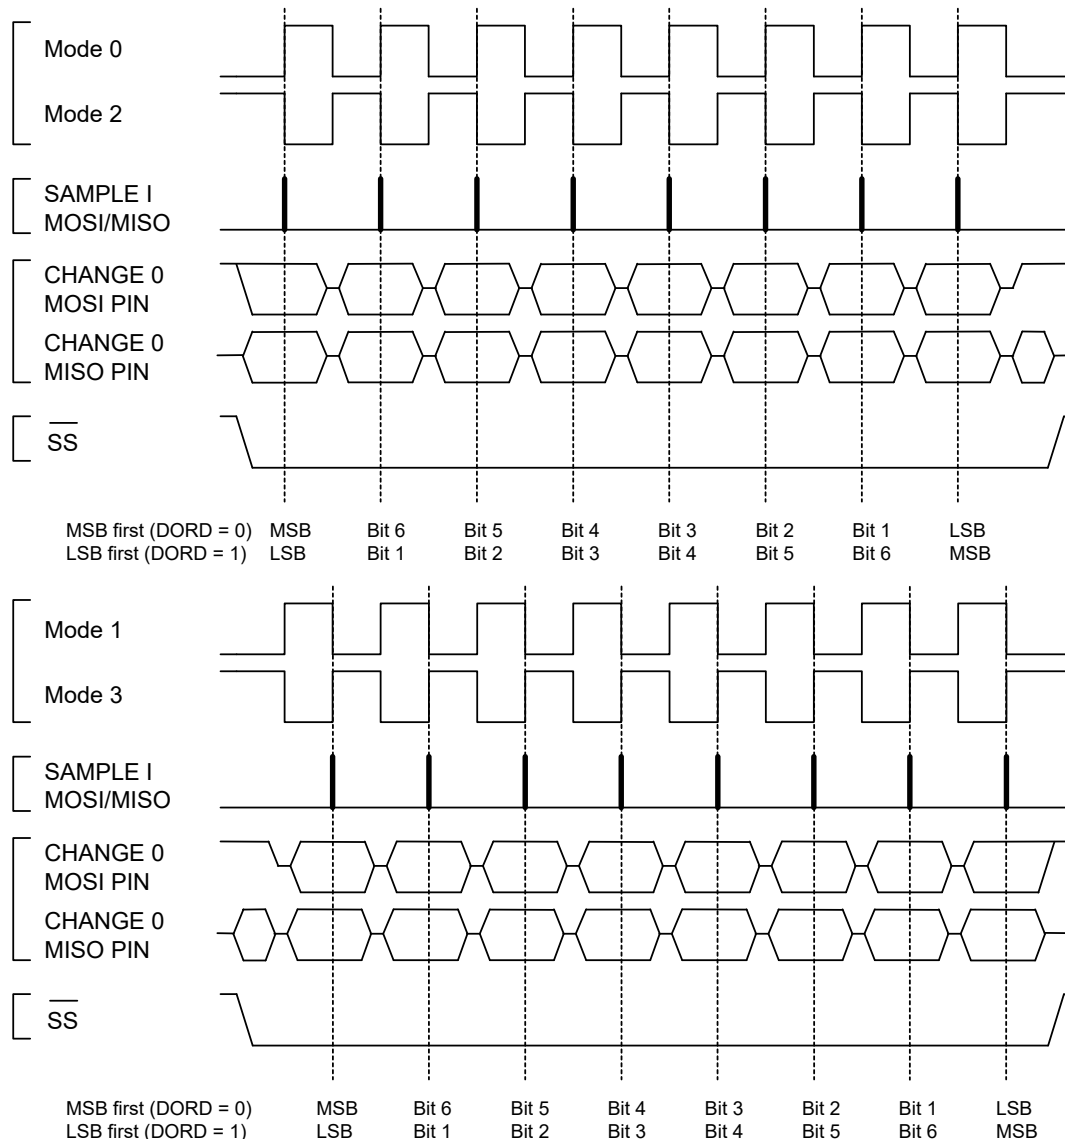 Mode 0
Mode 2
SAMPLE I
MOSI/MISO
CHANGE 0
MOSI PIN
CHANGE 0
MISO PIN
SS
MSB first (DORD = 0) MSB Bit 6 Bit 5 Bit 4 Bit 3 Bit 2 Bit 1 LSB
LSB first (DORD = 1) LSB Bit 1 Bit 2 Bit 3 Bit 4 Bit 5 Bit 6 MSB
Mode 1
Mode 3
SAMPLE I
MOSI/MISO
CHANGE 0
MOSI PIN
CHANGE 0
MISO PIN
SS
MSB first (DORD = 0) MSB Bit 6 Bit 5 Bit 4 Bit 3 Bit 2 Bit 1 LSB
LSB first (DORD = 1) LSB Bit 1 Bit 2 Bit 3 Bit 4 Bit 5 Bit 6 MSB